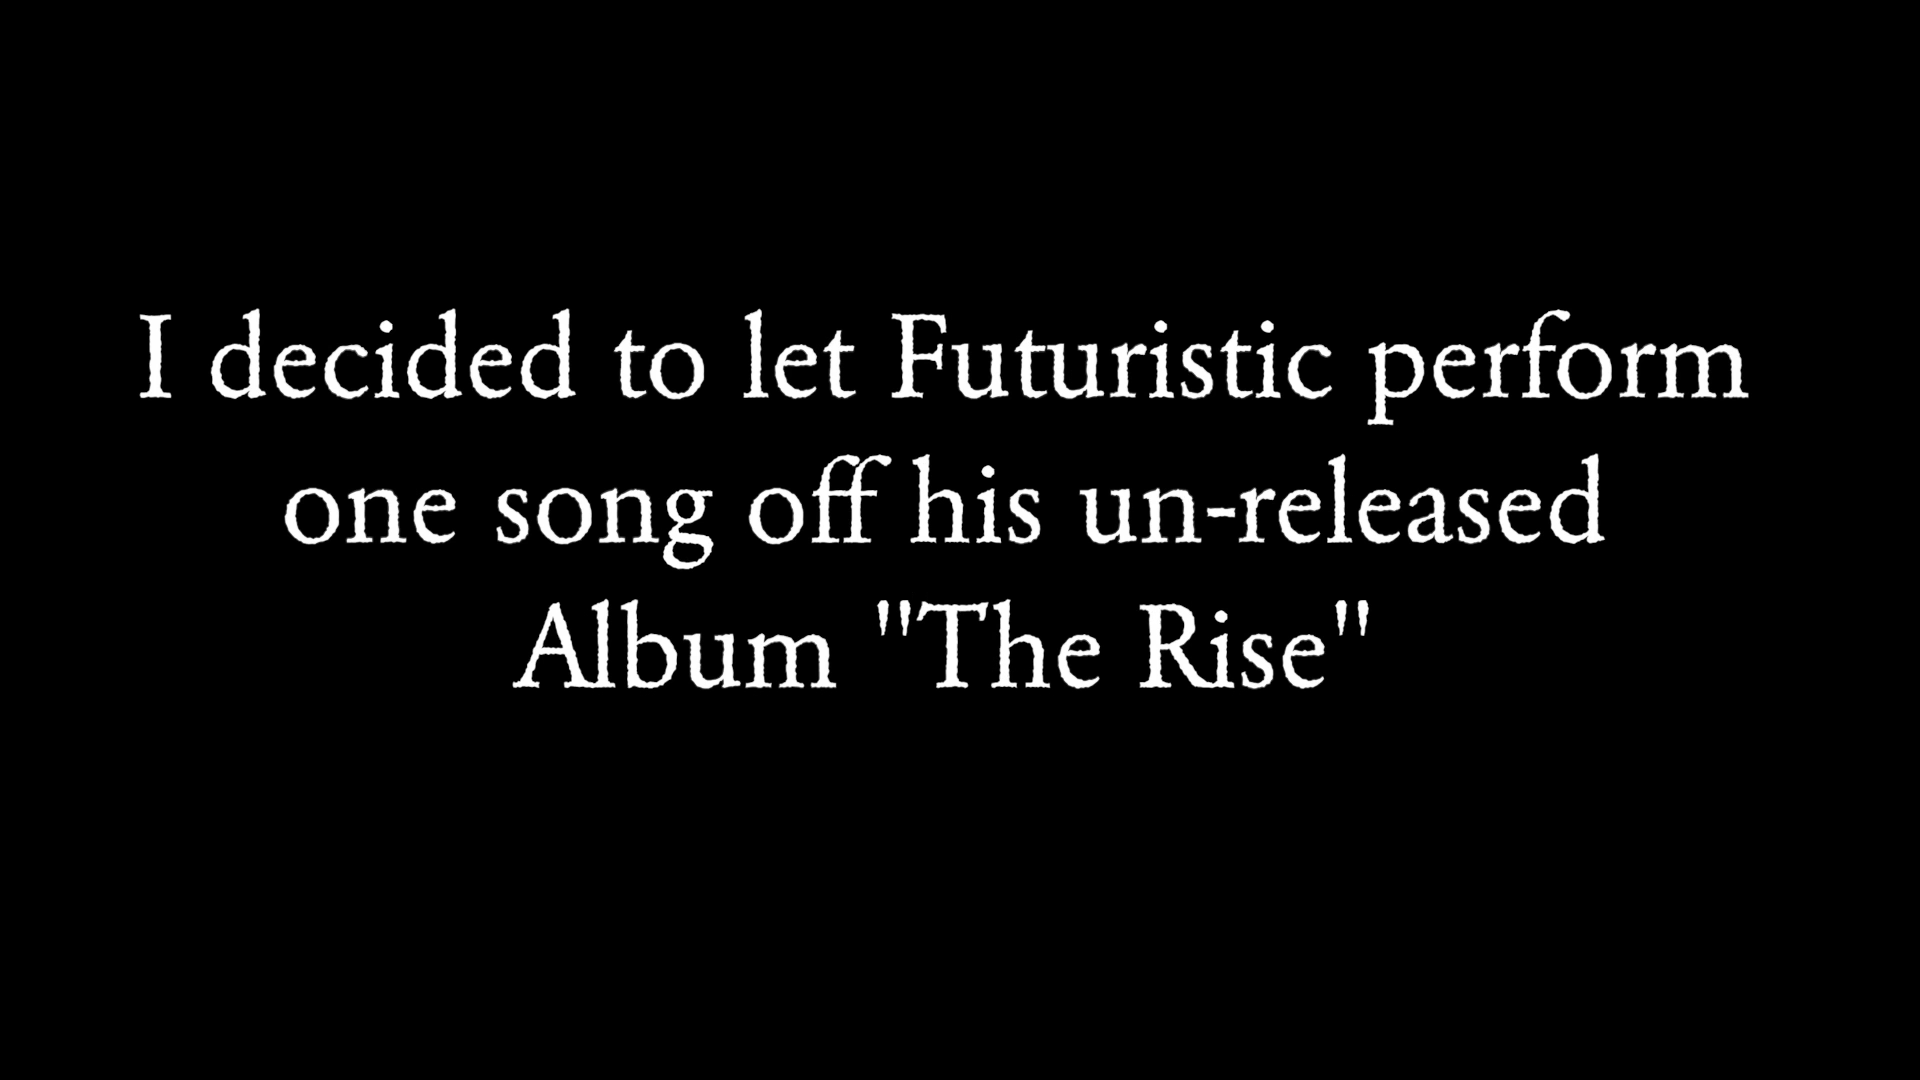 I decided to let Futuristic perform
one song off his un-released
Album "The Rise"